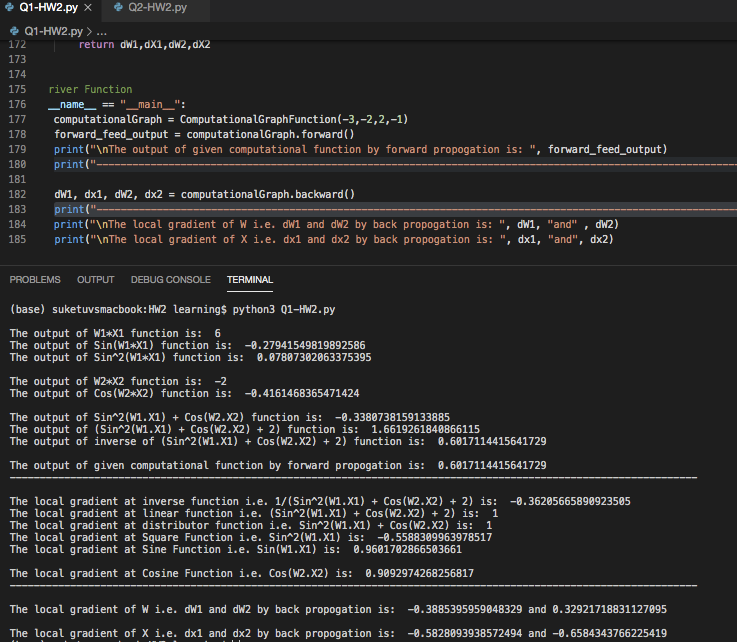 Q1-HW2.py ×
Q2-HW2.py
Q1-HW2.py > ...
172 return dW1,dX1,dW2,dX2
173
174
175 river Function
176 __name__ == "__main__":
177 computationalGraph = ComputationalGraphFunction(-3,-2,2,-1)
178 forward_feed_output = computationalGraph.forward()
179 print("\nThe output of given computational function by forward propogation is: ", forward_feed_output)
180 print("----------------------------------------------------------------------------------------------------
181
182 dW1, dx1, dW2, dx2 = computationalGraph.backward()
183 print("----------------------------------------------------------------------------------------------------
184 print("\nThe local gradient of W i.e. dW1 and dW2 by back propogation is: ", dW1, "and" , dW2)
185 print("\nThe local gradient of X i.e. dx1 and dx2 by back propogation is: ", dx1, "and", dx2)
PROBLEMS OUTPUT DEBUG CONSOLE TERMINAL
(base) suketuvsmacbook:HW2 learning$ python3 Q1-HW2.py
The output of W1*X1 function is:  6
The output of Sin(W1*X1) function is:  -0.27941549819892586
The output of Sin^2(W1*X1) function is:  0.07807302063375395
The output of W2*X2 function is:  -2
The output of Cos(W2*X2) function is:  -0.4161468365471424
The output of Sin^2(W1.X1) + Cos(W2.X2) function is:  -0.3380738159133885
The output of (Sin^2(W1.X1) + Cos(W2.X2) + 2) function is:  1.6619261840866115
The output of inverse of (Sin^2(W1.X1) + Cos(W2.X2) + 2) function is:  0.6017114415641729
The output of given computational function by forward propogation is:  0.6017114415641729
----------------------------------------------------------------------------------------------------
The local gradient at inverse function i.e. 1/(Sin^2(W1.X1) + Cos(W2.X2) + 2) is:  -0.36205665890923505
The local gradient at linear function i.e. (Sin^2(W1.X1) + Cos(W2.X2) + 2) is:  1
The local gradient at distributor function i.e. Sin^2(W1.X1) + Cos(W2.X2) is:  1
The local gradient at Square Function i.e. Sin^2(W1.X1) is:  -0.5588309963978517
The local gradient at Sine Function i.e. Sin(W1.X1) is:  0.9601702866503661
The local gradient at Cosine Function i.e. Cos(W2.X2) is:  0.9092974268256817
----------------------------------------------------------------------------------------------------
The local gradient of W i.e. dW1 and dW2 by back propogation is:  -0.3885395959048329 and 0.32921718831127095
The local gradient of X i.e. dx1 and dx2 by back propogation is:  -0.5828093938572494 and -0.6584343766225419